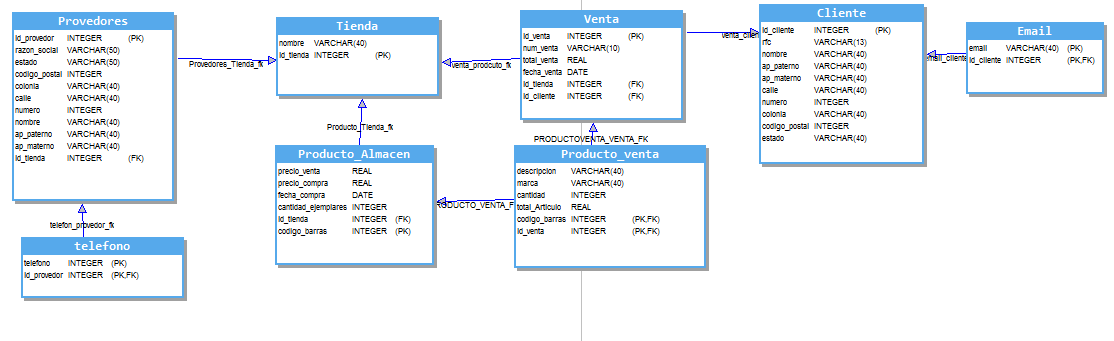 Provedores
id_provedor INTEGER (PK)
razon_social VARCHAR(50)
estado VARCHAR(50)
codigo_postal INTEGER
colonia VARCHAR(40)
calle VARCHAR(40)
numero INTEGER
nombre VARCHAR(40)
ap_paterno VARCHAR(40)
ap_materno VARCHAR(40)
id_tienda INTEGER (FK)
Provedores_Tienda_fk
Tienda
nombre VARCHAR(40)
id_tienda INTEGER (PK)
venta_prodcuto_fk
Venta
id_venta INTEGER (PK)
num_venta VARCHAR(10)
total_venta REAL
fecha_venta DATE
id_tienda INTEGER (FK)
id_cliente INTEGER (FK)
venta_clien
Cliente
id_cliente INTEGER (PK)
rfc VARCHAR(13)
nombre VARCHAR(40)
ap_paterno VARCHAR(40)
ap_materno VARCHAR(40)
calle VARCHAR(40)
numero INTEGER
colonia VARCHAR(40)
codigo_postal INTEGER
estado VARCHAR(40)
email_cliente
Email
email VARCHAR(40) (PK)
id_cliente INTEGER (PK,FK)
Producto_Tienda_fk
PRODUCTOVENTA_VENTA_FK
Producto_Almacen
precio_venta REAL
precio_compra REAL
fecha_compra DATE
cantidad_ejemplares INTEGER
id_tienda INTEGER (FK)
codigo_barras INTEGER (PK)
RODUCTO_VENTA_F
Producto_venta
descripcion VARCHAR(40)
marca VARCHAR(40)
cantidad INTEGER
total_Articulo REAL
codigo_barras INTEGER (PK,FK)
id_venta INTEGER (PK,FK)
telefon_provedor_fk
telefono
telefono INTEGER (PK)
id_provedor INTEGER (PK,FK)